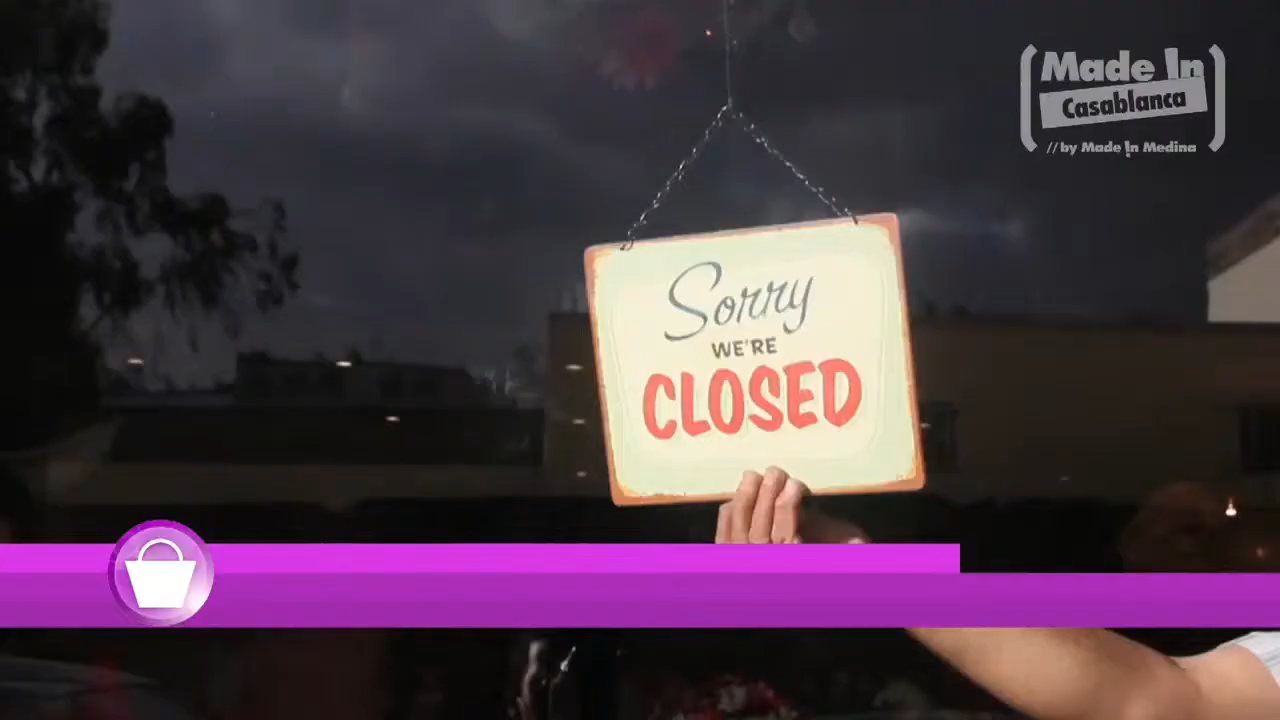 Made In
Casablanca
//by Made In Medina
Sorry
WE'RE
CLOSED